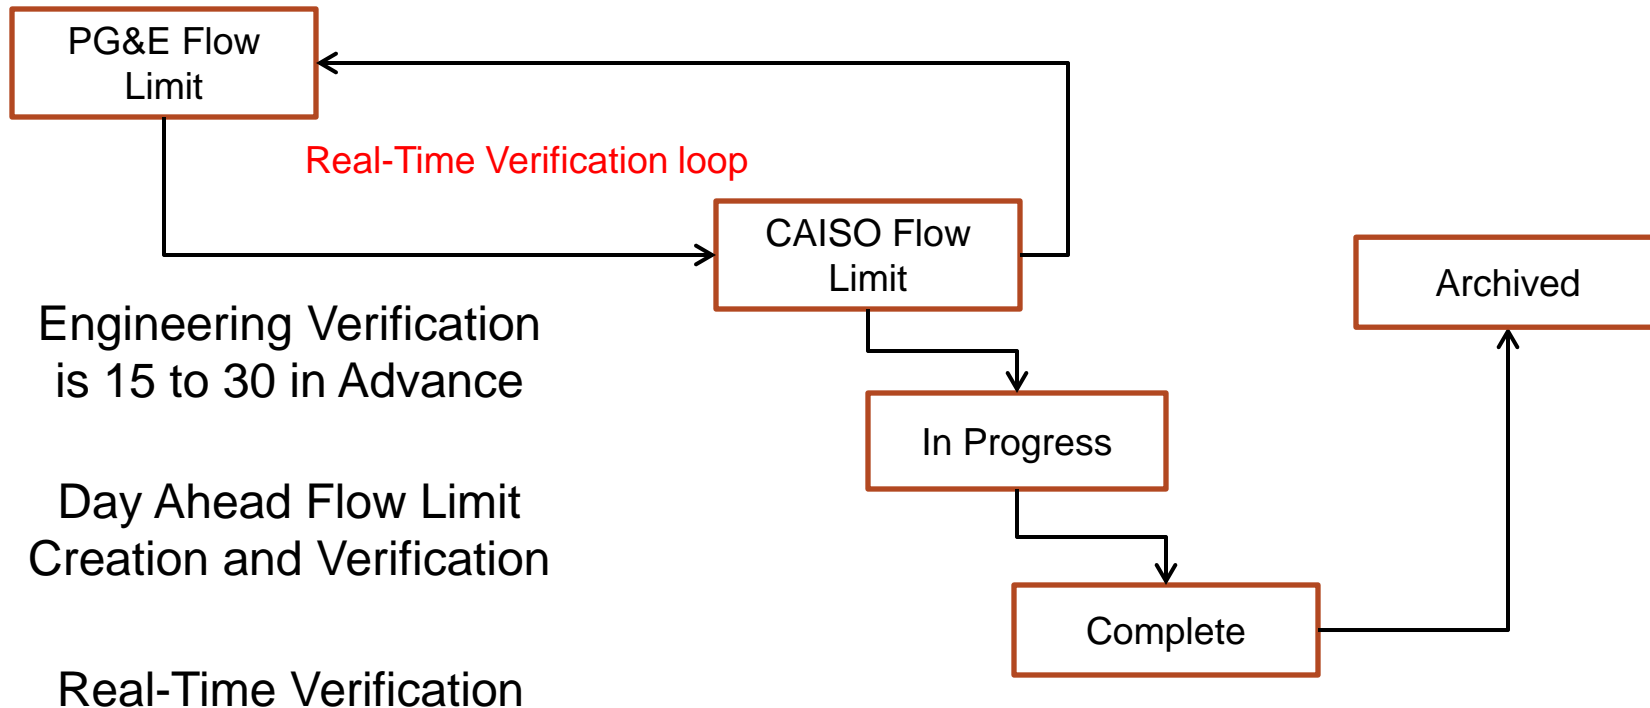 PG&E Flow
Limit
Real-Time Verification loop
CAISO Flow
Limit
Archived
Engineering Verification
is 15 to 30 in Advance
In Progress
Day Ahead Flow Limit
Creation and Verification
Complete
Real-Time Verification